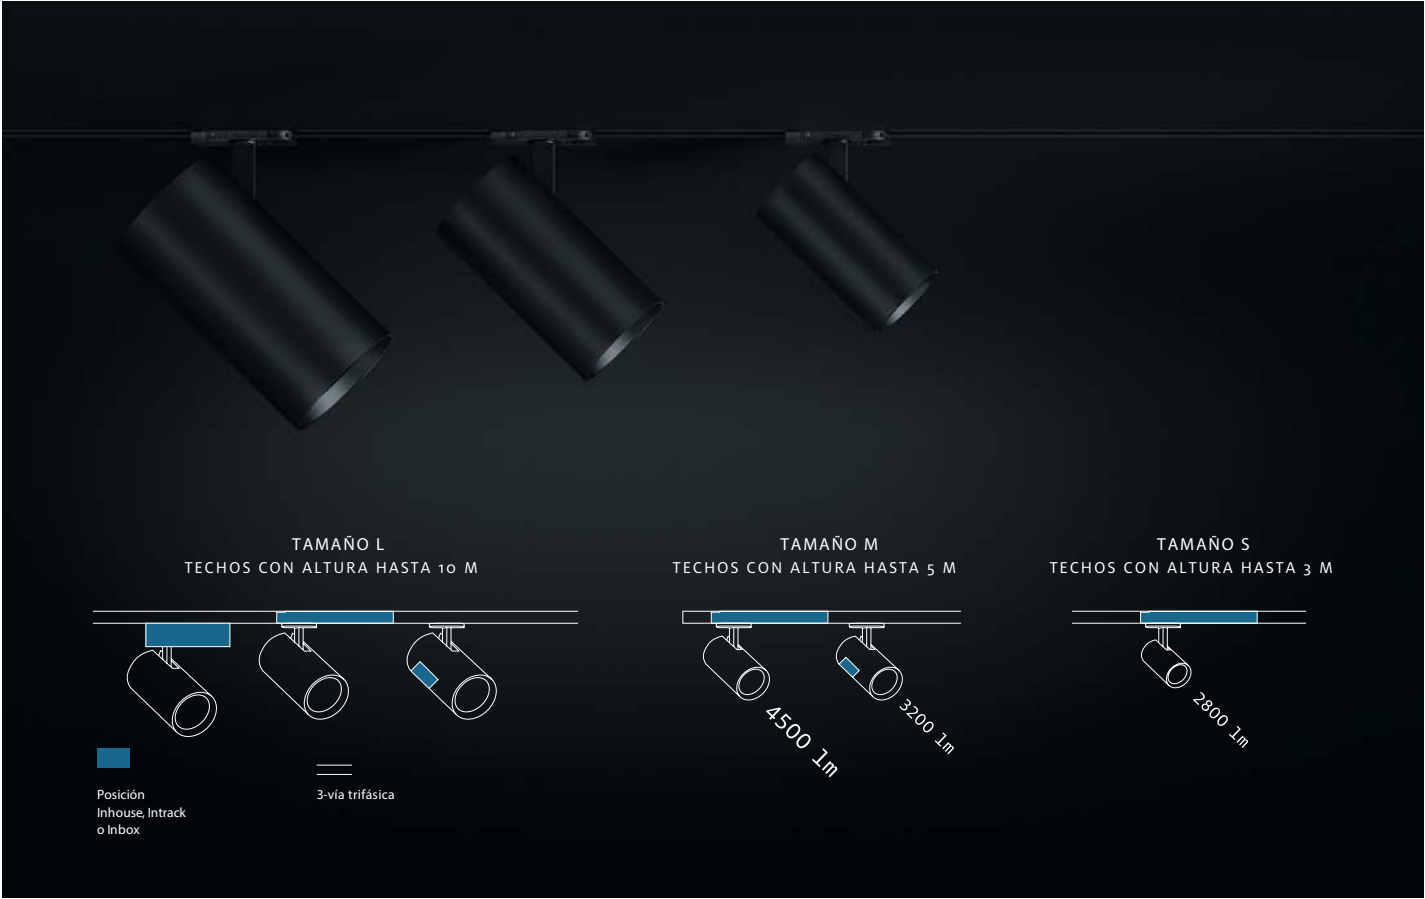 TAMAÑO L
TECHOS CON ALTURA HASTA 10 M
TAMAÑO M
TECHOS CON ALTURA HASTA 5 M
TAMAÑO S
TECHOS CON ALTURA HASTA 3 M
4500 lm
3200 lm
2800 lm
Posición
Inhouse, Intrack
o Inbox
3-vía trifásica